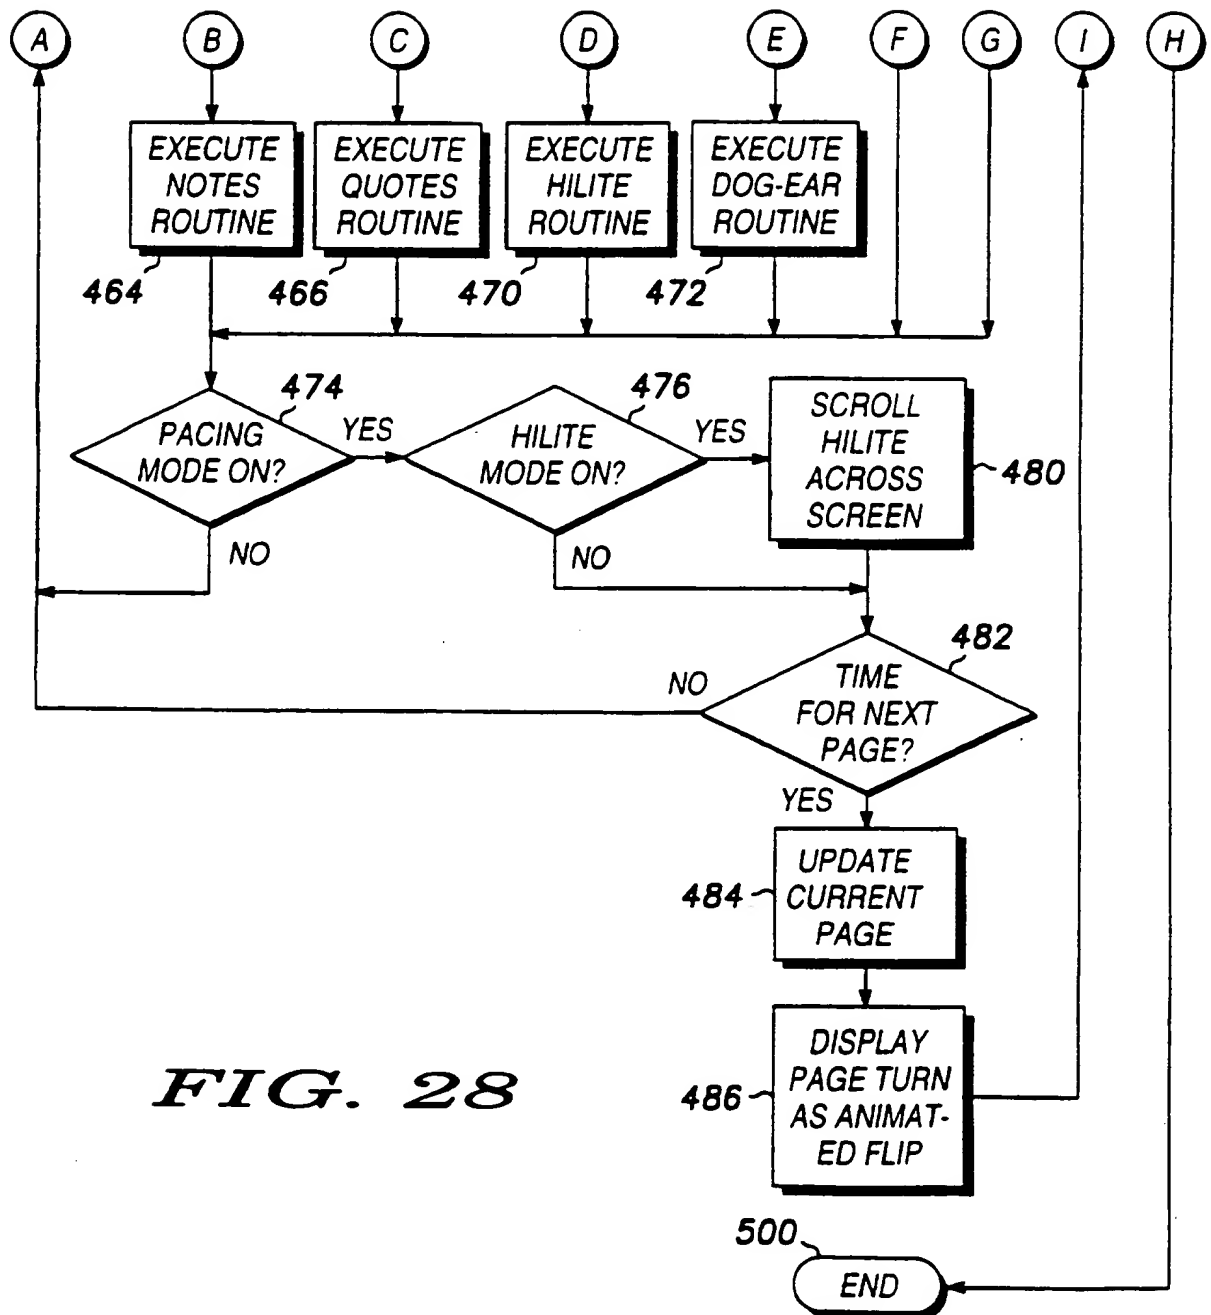 A B C D E F G I H
EXECUTE
NOTES
ROUTINE
464
EXECUTE
QUOTES
ROUTINE
466
EXECUTE
HILITE
ROUTINE
470
EXECUTE
DOG-EAR
ROUTINE
472
PACING
MODE ON?
474
YES
NO
HILITE
MODE ON?
476
YES
NO
SCROLL
HILITE
ACROSS
SCREEN
480
TIME
FOR NEXT
PAGE?
482
NO
YES
UPDATE
CURRENT
PAGE
484
DISPLAY
PAGE TURN
AS ANIMAT-
ED FLIP
486
FIG. 28
500
END